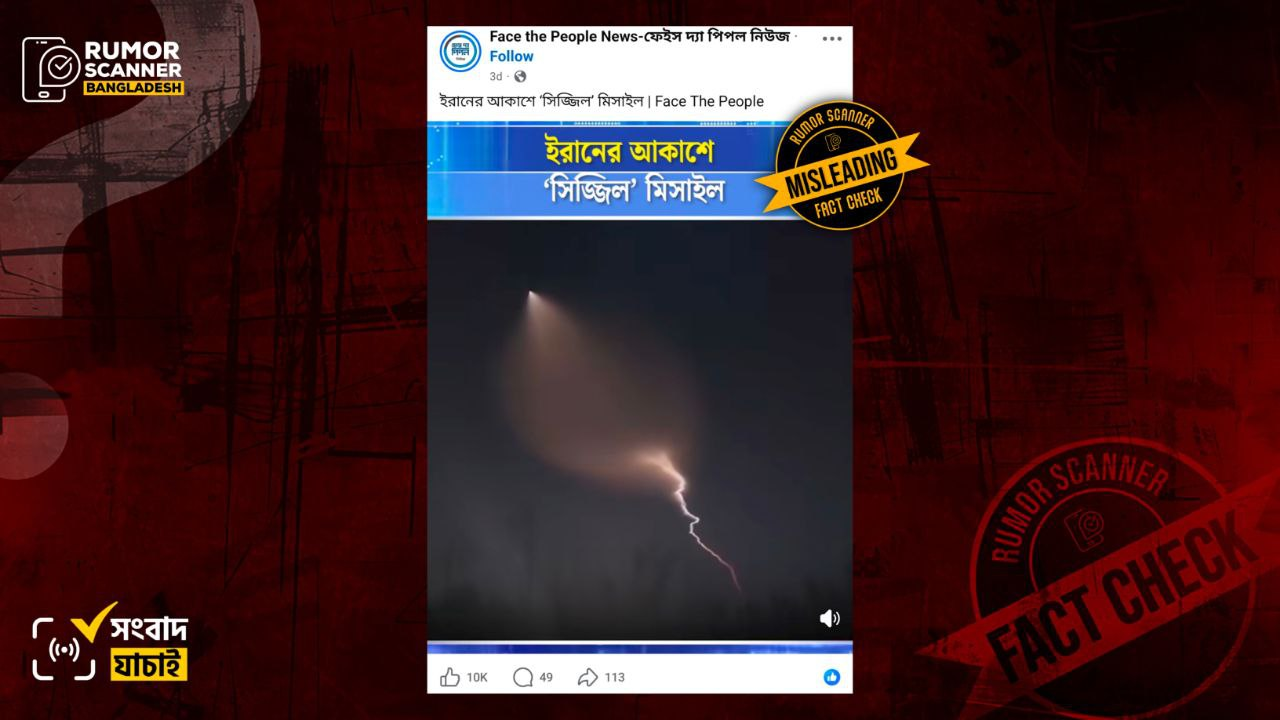 RUMOR
SCANNER
BANGLADESH
Face the People News-ফেইস দ্যা পিপল নিউজ ·
Follow
3d ·
ইরানের আকাশে ‘সিজ্জিল’ মিসাইল | Face The People
ইরানের আকাশে
‘সিজ্জিল’ মিসাইল
RUMOR SCANNER
MISLEADING
FACT CHECK
10K
49
113
RUMOR SCANNER
FACT CHECK
সংবাদ
যাচাই